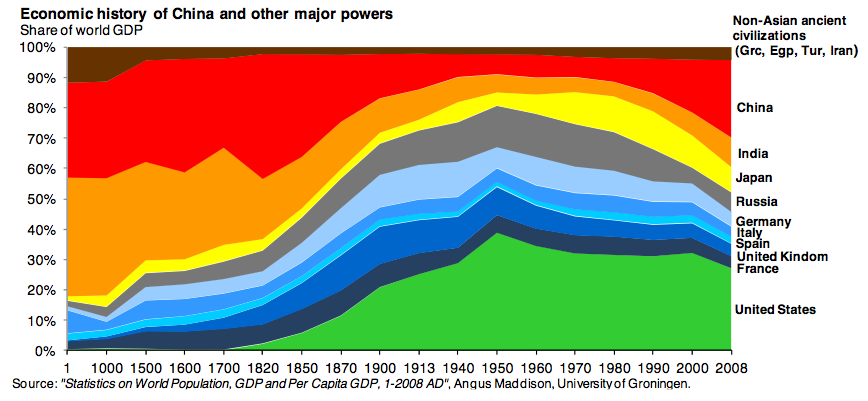 Economic history of China and other major powers
Share of world GDP
Non-Asian ancient
civilizations
(Grc, Egp, Tur, Iran)
100%
90%
80%
70%
60%
50%
40%
30%
20%
10%
0%
China
India
Japan
Russia
Germany
Italy
Spain
United Kindom
France
United States
1 1000 1500 1600 1700 1820 1850 1870 1900 1913 1940 1950 1960 1970 1980 1990 2000 2008
Source: "Statistics on World Population, GDP and Per Capita GDP, 1-2008 AD", Angus Maddison, University of Groningen.